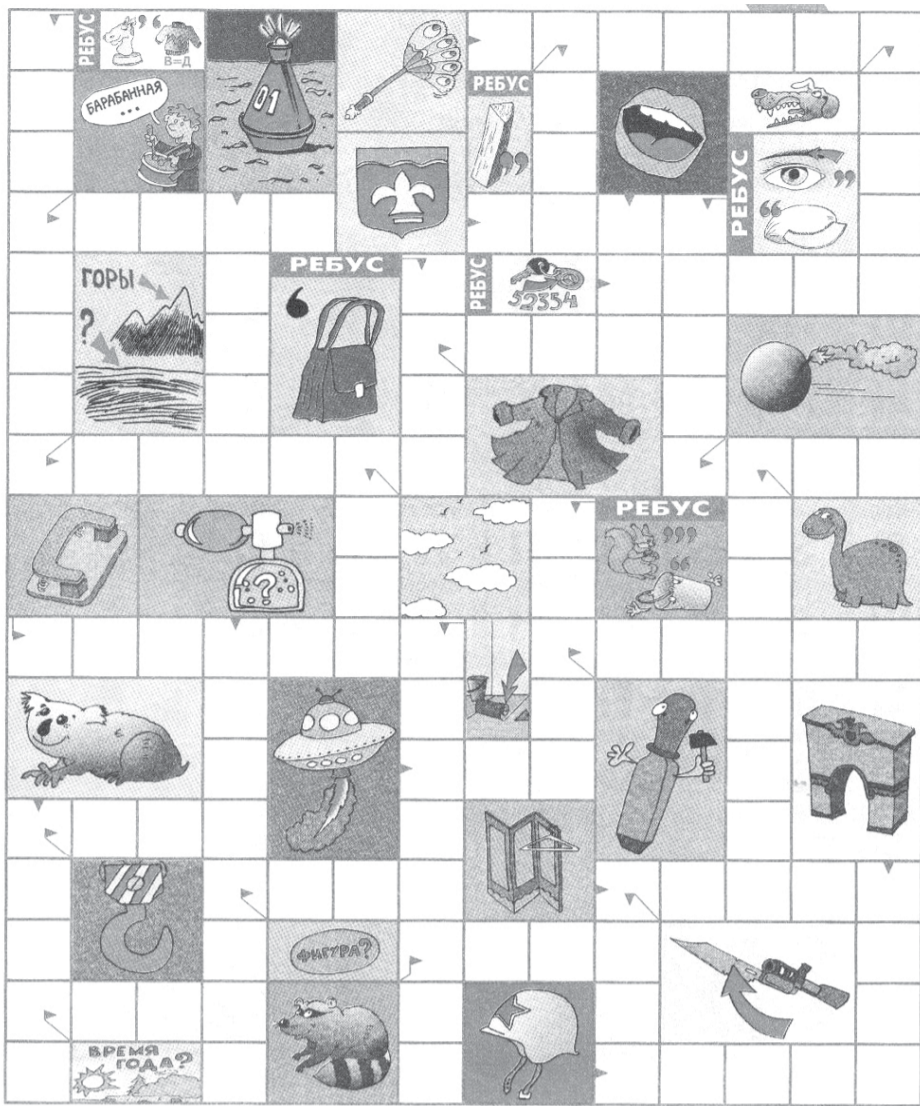 РЕБУС
В=Д
БАРАБАННАЯ
...
01
РЕБУС
РЕБУС
ГОРЫ
?
РЕБУС
РЕБУС
52354
РЕБУС
?
ФИГУРА?
ВРЕМЯ
ГОДА?